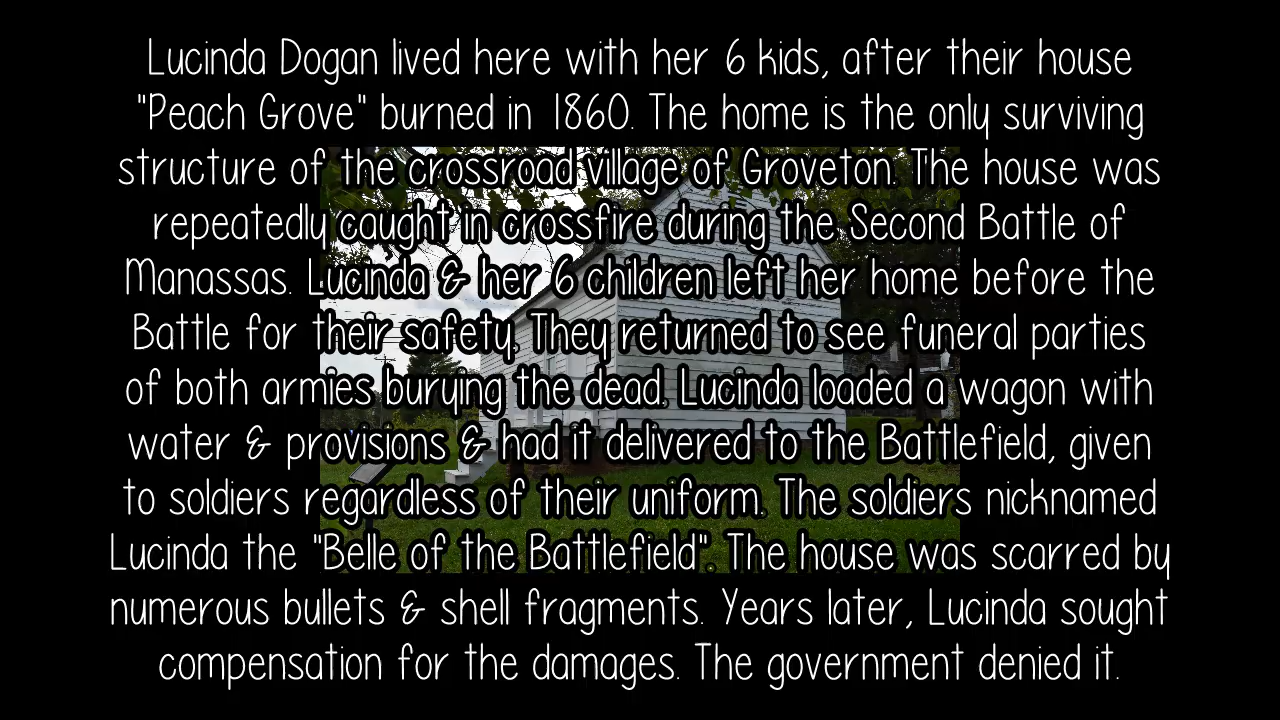 Lucinda Dogan lived here with her 6 kids, after their house
"Peach Grove" burned in 1860. The home is the only surviving
structure of the crossroad village of Groveton. The house was
repeatedly caught in crossfire during the Second Battle of
Manassas. Lucinda & her 6 children left her home before the
Battle for their safety. They returned to see funeral parties
of both armies burying the dead. Lucinda loaded a wagon with
water & provisions & had it delivered to the Battlefield, given
to soldiers regardless of their uniform. The soldiers nicknamed
Lucinda the "Belle of the Battlefield". The house was scarred by
numerous bullets & shell fragments. Years later, Lucinda sought
compensation for the damages. The government denied it.